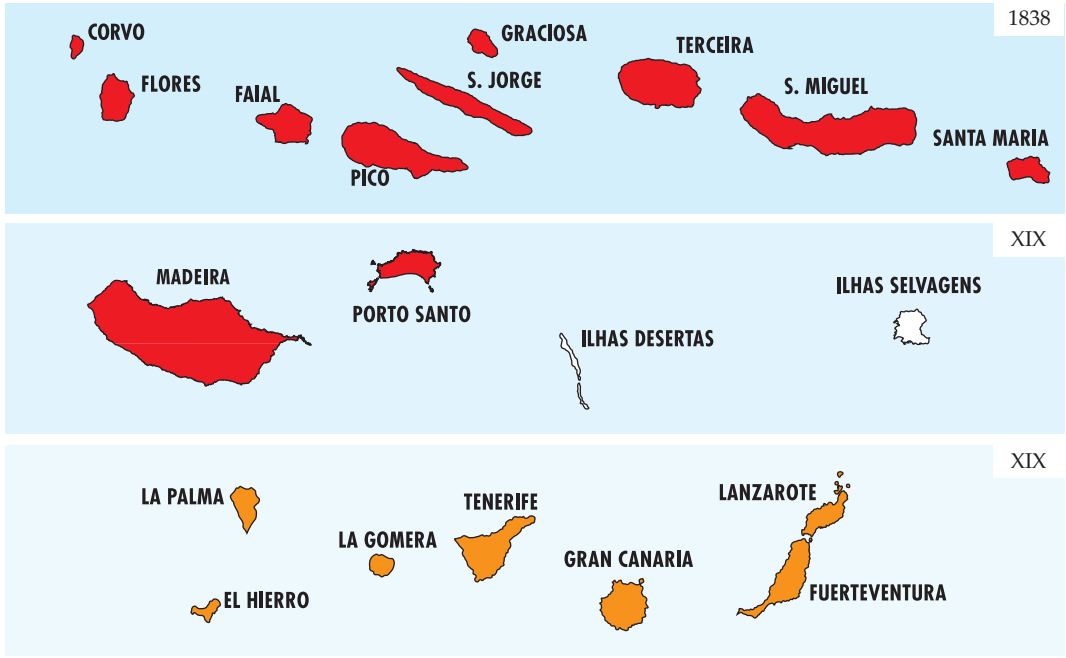 1838
CORVO
GRACIOSA
TERCEIRA
FLORES
S. JORGE
S. MIGUEL
FAIAL
SANTA MARIA
PICO
XIX
MADEIRA
ILHAS SELVAGENS
PORTO SANTO
ILHAS DESERTAS
XIX
LA PALMA
TENERIFE
LANZAROTE
LA GOMERA
GRAN CANARIA
EL HIERRO
FUERTEVENTURA